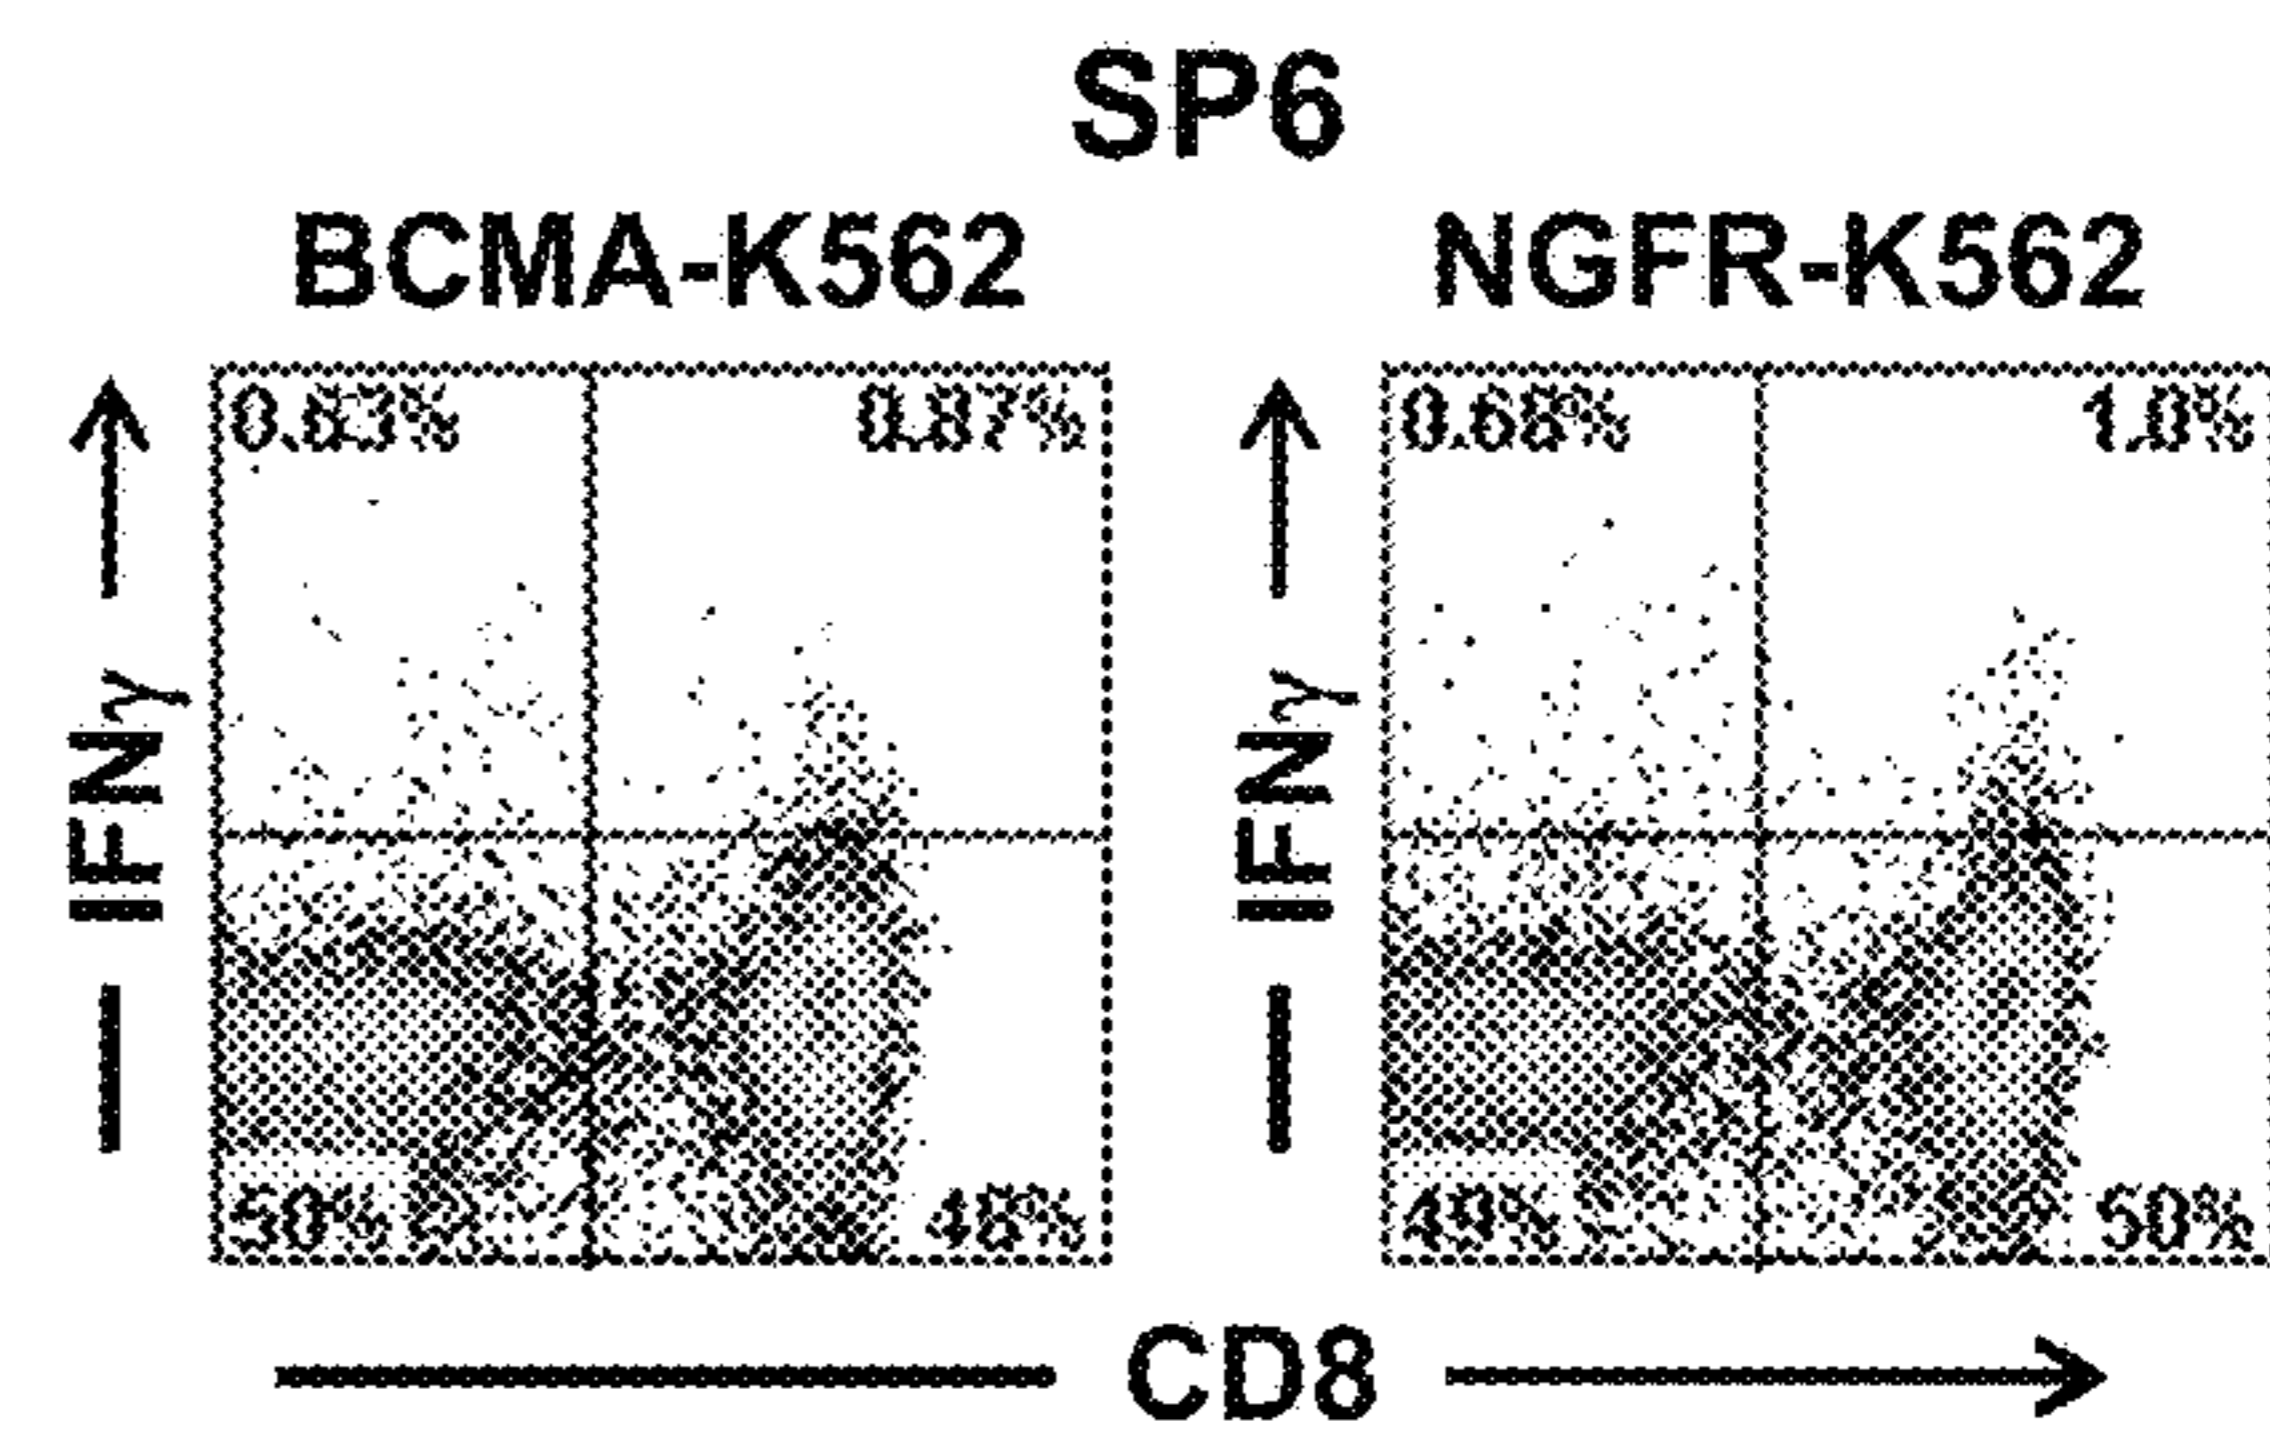 SP6
BCMA-K562 NGFR-K562
0.63% 0.87% 0.68% 1.0%
IFNγ IFNγ
50% 48% 49% 50%
CD8